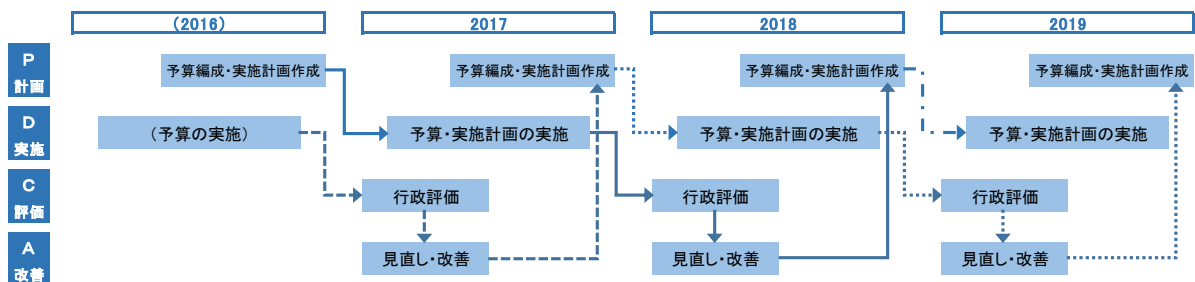 (2016)
2017
2018
2019
P
計画
予算編成・実施計画作成
予算編成・実施計画作成
予算編成・実施計画作成
予算編成・実施計画作成
D
実施
(予算の実施)
予算・実施計画の実施
予算・実施計画の実施
予算・実施計画の実施
C
評価
行政評価
行政評価
行政評価
A
改善
見直し・改善
見直し・改善
見直し・改善